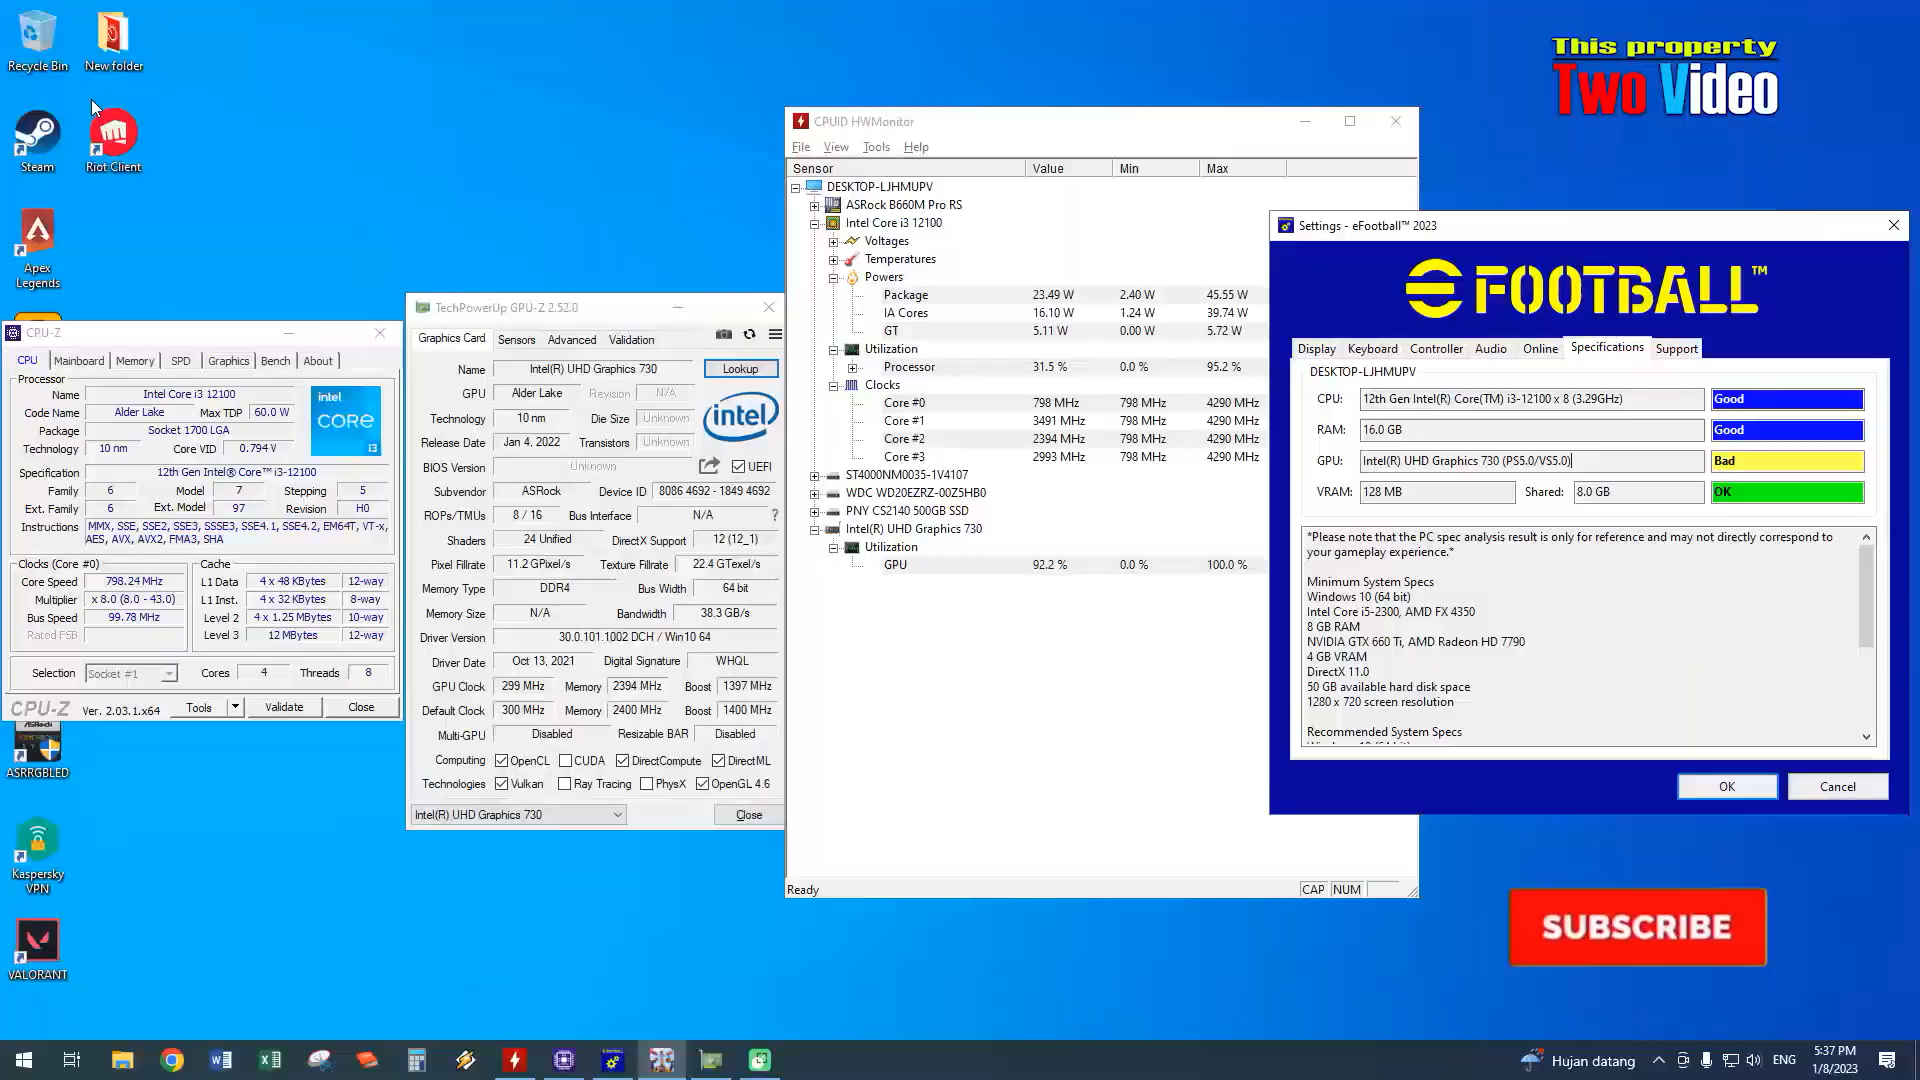 Recycle Bin
New folder
Steam
Riot Client
Apex
Legends
ASRRGBLED
Kaspersky
VPN
VALORANT
This property
Two Video
CPU-Z
CPU Mainboard Memory SPD Graphics Bench About
Processor
Name Intel Core i3 12100
Code Name Alder Lake Max TDP 60.0 W
Package Socket 1700 LGA
Technology 10 nm Core VID 0.794 V
intel
CORE
i3
Specification 12th Gen Intel® Core™ i3-12100
Family 6 Model 7 Stepping 5
Ext. Family 6 Ext. Model 97 Revision H0
Instructions MMX, SSE, SSE2, SSE3, SSSE3, SSE4.1, SSE4.2, EM64T, VT-x,
AES, AVX, AVX2, FMA3, SHA
Clocks (Core #0)
Core Speed 798.24 MHz
Multiplier x 8.0 (8.0 - 43.0)
Bus Speed 99.78 MHz
Rated FSB
Cache
L1 Data 4 x 48 KBytes 12-way
L1 Inst. 4 x 32 KBytes 8-way
Level 2 4 x 1.25 MBytes 10-way
Level 3 12 MBytes 12-way
Selection Socket #1 Cores 4 Threads 8
CPU-Z Ver. 2.03.1.x64 Tools Validate Close
TechPowerUp GPU-Z 2.52.0
Graphics Card Sensors Advanced Validation
Name Intel(R) UHD Graphics 730 Lookup
GPU Alder Lake Revision N/A
Technology 10 nm Die Size Unknown
Release Date Jan 4, 2022 Transistors Unknown
BIOS Version Unknown UEFI
intel
Subvendor ASRock Device ID 8086 4692 - 1849 4692
ROPs/TMUs 8 / 16 Bus Interface N/A ?
Shaders 24 Unified DirectX Support 12 (12_1)
Pixel Fillrate 11.2 GPixel/s Texture Fillrate 22.4 GTexel/s
Memory Type DDR4 Bus Width 64 bit
Memory Size N/A Bandwidth 38.3 GB/s
Driver Version 30.0.101.1002 DCH / Win10 64
Driver Date Oct 13, 2021 Digital Signature WHQL
GPU Clock 299 MHz Memory 2394 MHz Boost 1397 MHz
Default Clock 300 MHz Memory 2400 MHz Boost 1400 MHz
Multi-GPU Disabled Resizable BAR Disabled
Computing OpenCL CUDA DirectCompute DirectML
Technologies Vulkan Ray Tracing PhysX OpenGL 4.6
Intel(R) UHD Graphics 730 Close
CPUID HWMonitor
File View Tools Help
Sensor Value Min Max
DESKTOP-LJHMUPV
ASRock B660M Pro RS
Intel Core i3 12100
Voltages
Temperatures
Powers
Package 23.49 W 2.40 W 45.55 W
IA Cores 16.10 W 1.24 W 39.74 W
GT 5.11 W 0.00 W 5.72 W
Utilization
Processor 31.5 % 0.0 % 95.2 %
Clocks
Core #0 798 MHz 798 MHz 4290 MHz
Core #1 3491 MHz 798 MHz 4290 MHz
Core #2 2394 MHz 798 MHz 4290 MHz
Core #3 2993 MHz 798 MHz 4290 MHz
ST4000NM0035-1V4107
WDC WD20EZRZ-00Z5HB0
PNY CS2140 500GB SSD
Intel(R) UHD Graphics 730
Utilization
GPU 92.2 % 0.0 % 100.0 %
Ready CAP NUM
Settings - eFootball™ 2023
FOOTBALL™
Display Keyboard Controller Audio Online Specifications Support
DESKTOP-LJHMUPV
CPU: 12th Gen Intel(R) Core(TM) i3-12100 x 8 (3.29GHz) Good
RAM: 16.0 GB Good
GPU: Intel(R) UHD Graphics 730 (PS5.0/VS5.0) Bad
VRAM: 128 MB Shared: 8.0 GB OK
*Please note that the PC spec analysis result is only for reference and may not directly correspond to
your gameplay experience.*
Minimum System Specs
Windows 10 (64 bit)
Intel Core i5-2300, AMD FX 4350
8 GB RAM
NVIDIA GTX 660 Ti, AMD Radeon HD 7790
4 GB VRAM
DirectX 11.0
50 GB available hard disk space
1280 x 720 screen resolution
Recommended System Specs
OK Cancel
SUBSCRIBE
Hujan datang ENG 5:37 PM
1/8/2023